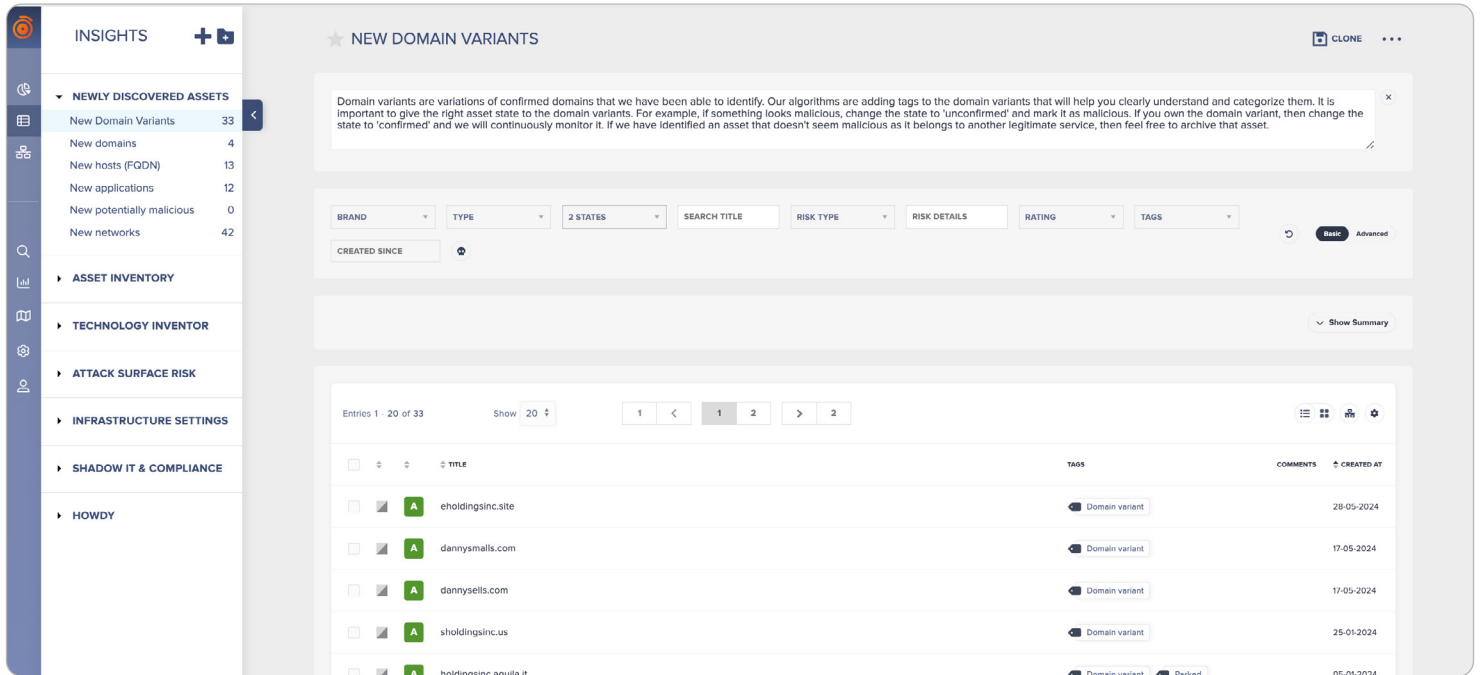 INSIGHTS
NEWLY DISCOVERED ASSETS
New Domain Variants 33
New domains 4
New hosts (FQDN) 13
New applications 12
New potentially malicious 0
New networks 42
ASSET INVENTORY
TECHNOLOGY INVENTOR
ATTACK SURFACE RISK
INFRASTRUCTURE SETTINGS
SHADOW IT & COMPLIANCE
HOWDY
NEW DOMAIN VARIANTS
CLONE
Domain variants are variations of confirmed domains that we have been able to identify. Our algorithms are adding tags to the domain variants that will help you clearly understand and categorize them. It is
important to give the right asset state to the domain variants. For example, if something looks malicious, change the state to 'unconfirmed' and mark it as malicious. If you own the domain variant, then change the
state to 'confirmed' and we will continuously monitor it. If we have identified an asset that doesn't seem malicious as it belongs to another legitimate service, then feel free to archive that asset.
BRAND TYPE 2 STATES SEARCH TITLE RISK TYPE RISK DETAILS RATING TAGS
Basic Advanced
CREATED SINCE
Show Summary
Entries 1 - 20 of 33 Show 20 1 < 1 2 > 2
TITLE TAGS COMMENTS CREATED AT
A eholdingsinc.site Domain variant 28-05-2024
A dannysmalls.com Domain variant 17-05-2024
A dannysells.com Domain variant 17-05-2024
A sholdingsinc.us Domain variant 25-01-2024
A holdingsinc.aquila.it Domain variant Parked 05-01-2024